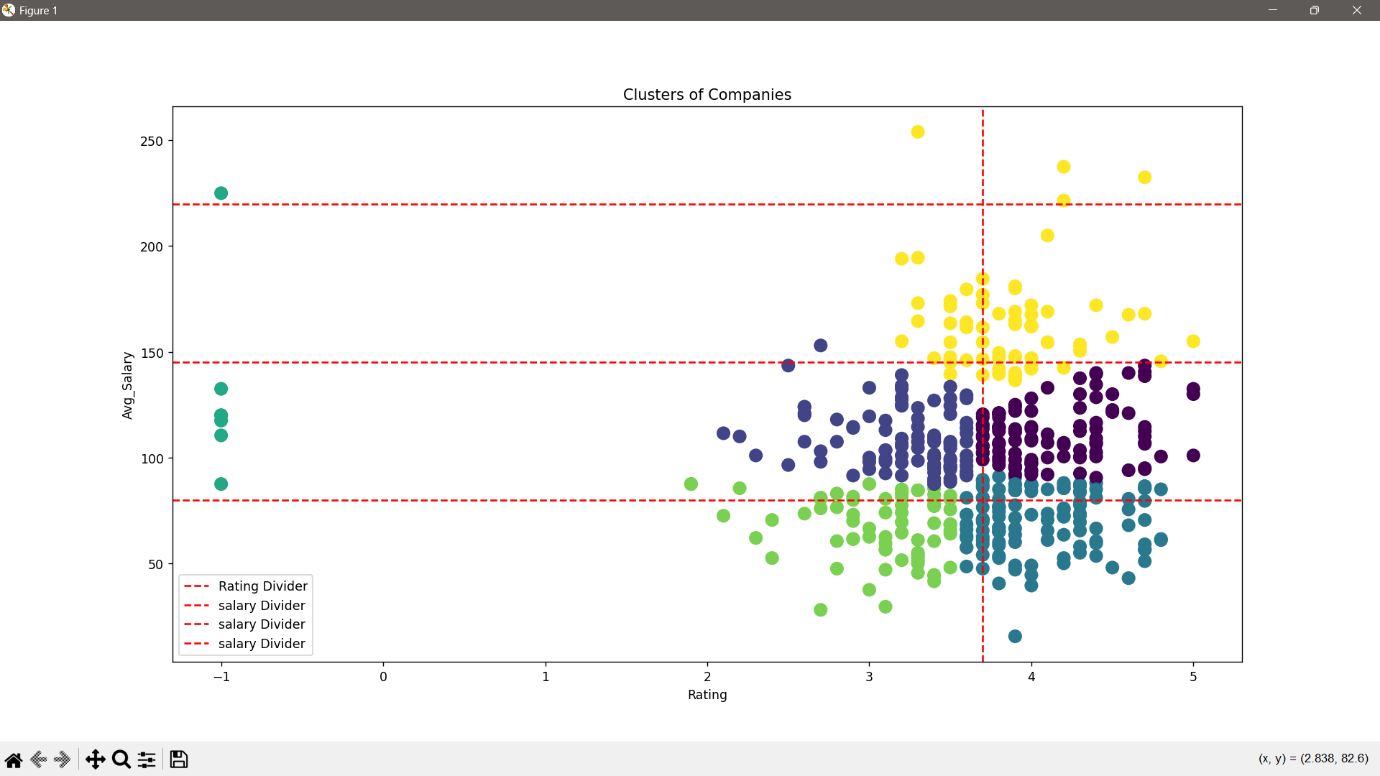 Figure 1
Clusters of Companies
250
200
150
100
50
Avg_Salary
Rating Divider
salary Divider
salary Divider
salary Divider
−1 0 1 2 3 4 5
Rating
(x, y) = (2.838, 82.6)